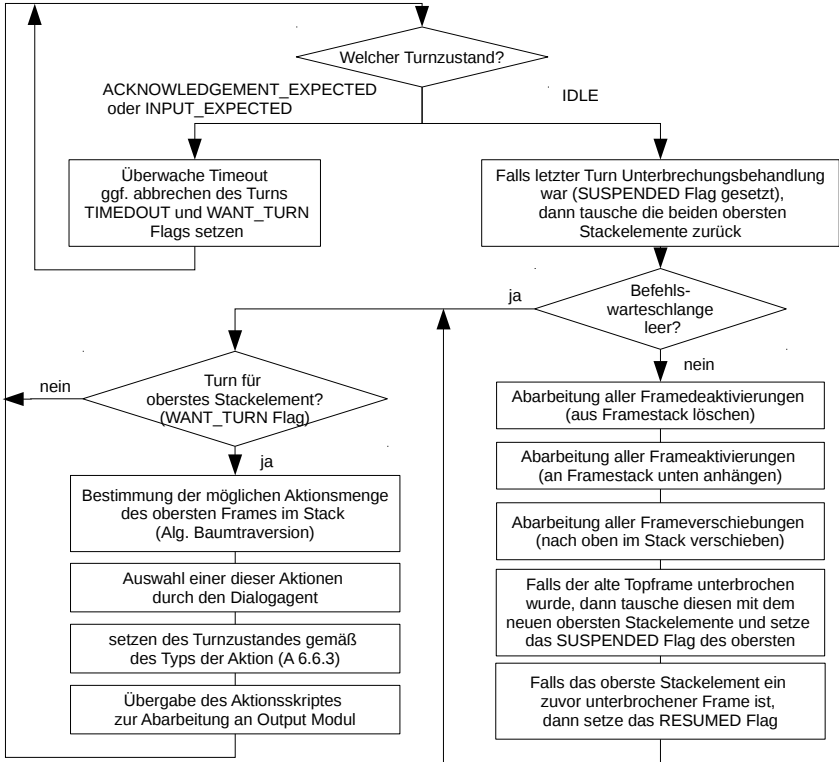 Welcher Turnzustand?
ACKNOWLEDGEMENT_EXPECTED
oder INPUT_EXPECTED
IDLE
Überwache Timeout
ggf. abbrechen des Turns
TIMEDOUT und WANT_TURN
Flags setzen
Falls letzter Turn Unterbrechungsbehandlung
war (SUSPENDED Flag gesetzt),
dann tausche die beiden obersten
Stackelemente zurück
Befehls-
warteschlange
leer?
ja
nein
Turn für
oberstes Stackelement?
(WANT_TURN Flag)
nein
ja
Bestimmung der möglichen Aktionsmenge
des obersten Frames im Stack
(Alg. Baumtraversion)
Auswahl einer dieser Aktionen
durch den Dialogagent
setzen des Turnzustandes gemäß
des Typs der Aktion (A 6.6.3)
Übergabe des Aktionsskriptes
zur Abarbeitung an Output Modul
Abarbeitung aller Framedeaktivierungen
(aus Framestack löschen)
Abarbeitung aller Frameaktivierungen
(an Framestack unten anhängen)
Abarbeitung aller Frameverschiebungen
(nach oben im Stack verschieben)
Falls der alte Topframe unterbrochen
wurde, dann tausche diesen mit dem
neuen obersten Stackelemente und setze
das SUSPENDED Flag des obersten
Falls das oberste Stackelement ein
zuvor unterbrochener Frame ist,
dann setze das RESUMED Flag